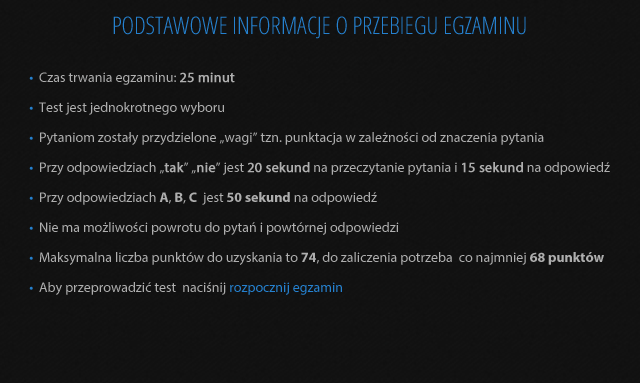 PODSTAWOWE INFORMACJE O PRZEBIEGU EGZAMINU
• Czas trwania egzaminu: 25 minut
• Test jest jednokrotnego wyboru
• Pytaniom zostały przydzielone „wagi” tzn. punktacja w zależności od znaczenia pytania
• Przy odpowiedziach „tak” „nie” jest 20 sekund na przeczytanie pytania i 15 sekund na odpowiedź
• Przy odpowiedziach A, B, C jest 50 sekund na odpowiedź
• Nie ma możliwości powrotu do pytań i powtórnej odpowiedzi
• Maksymalna liczba punktów do uzyskania to 74, do zaliczenia potrzeba co najmniej 68 punktów
• Aby przeprowadzić test naciśnij rozpocznij egzamin